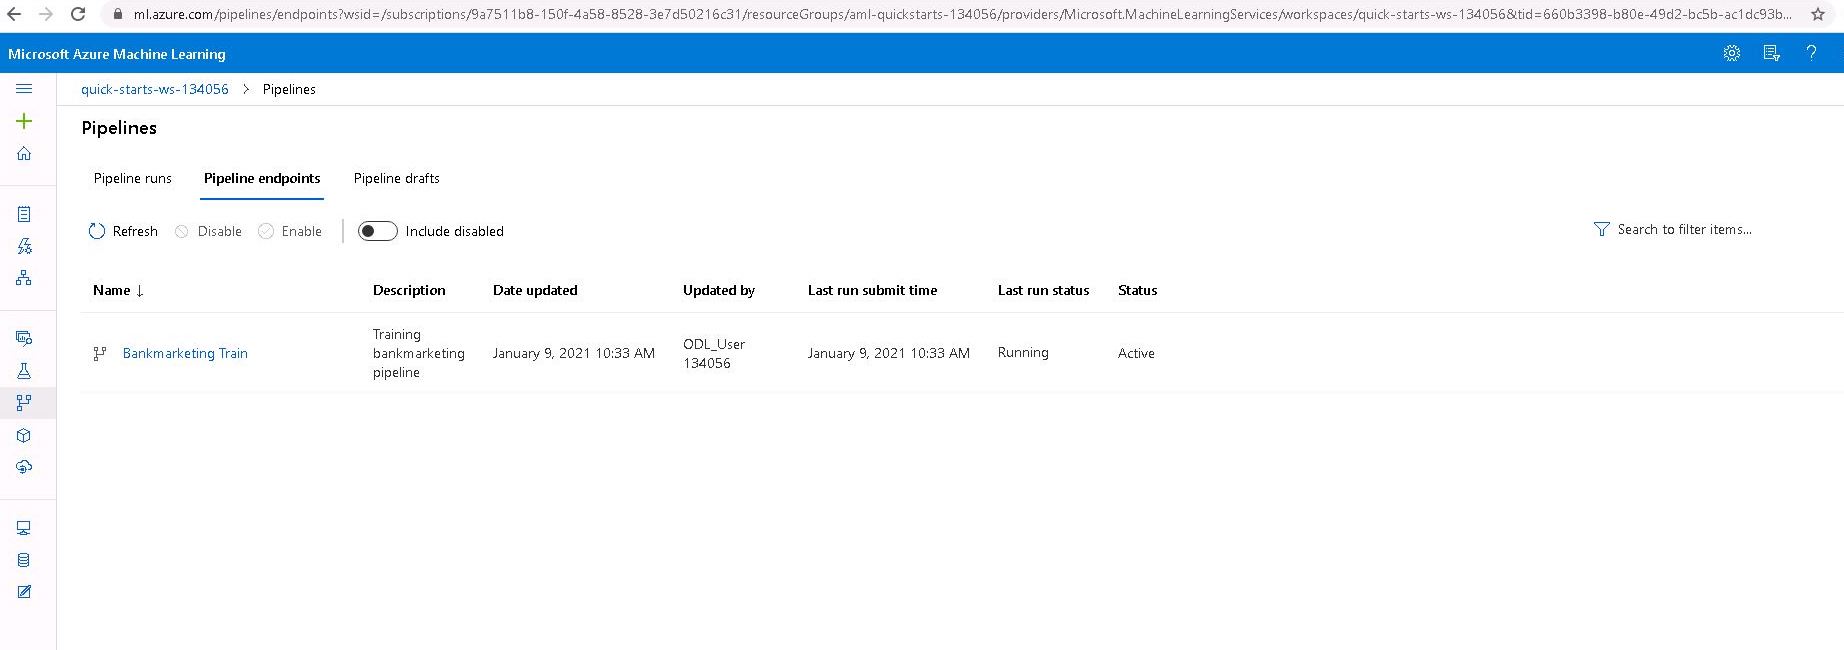 ml.azure.com/pipelines/endpoints?wsid=/subscriptions/9a7511b8-150f-4a58-8528-3e7d50216c31/resourceGroups/aml-quickstarts-134056/providers/Microsoft.MachineLearningServices/workspaces/quick-starts-ws-134056&tid=660b3398-b80e-49d2-bc5b-ac1dc93b...
Microsoft Azure Machine Learning
quick-starts-ws-134056 > Pipelines
Pipelines
Pipeline runs Pipeline endpoints Pipeline drafts
Refresh Disable Enable Include disabled Search to filter items...
Name ↓ Description Date updated Updated by Last run submit time Last run status Status
Bankmarketing Train Training bankmarketing pipeline January 9, 2021 10:33 AM ODL_User 134056 January 9, 2021 10:33 AM Running Active